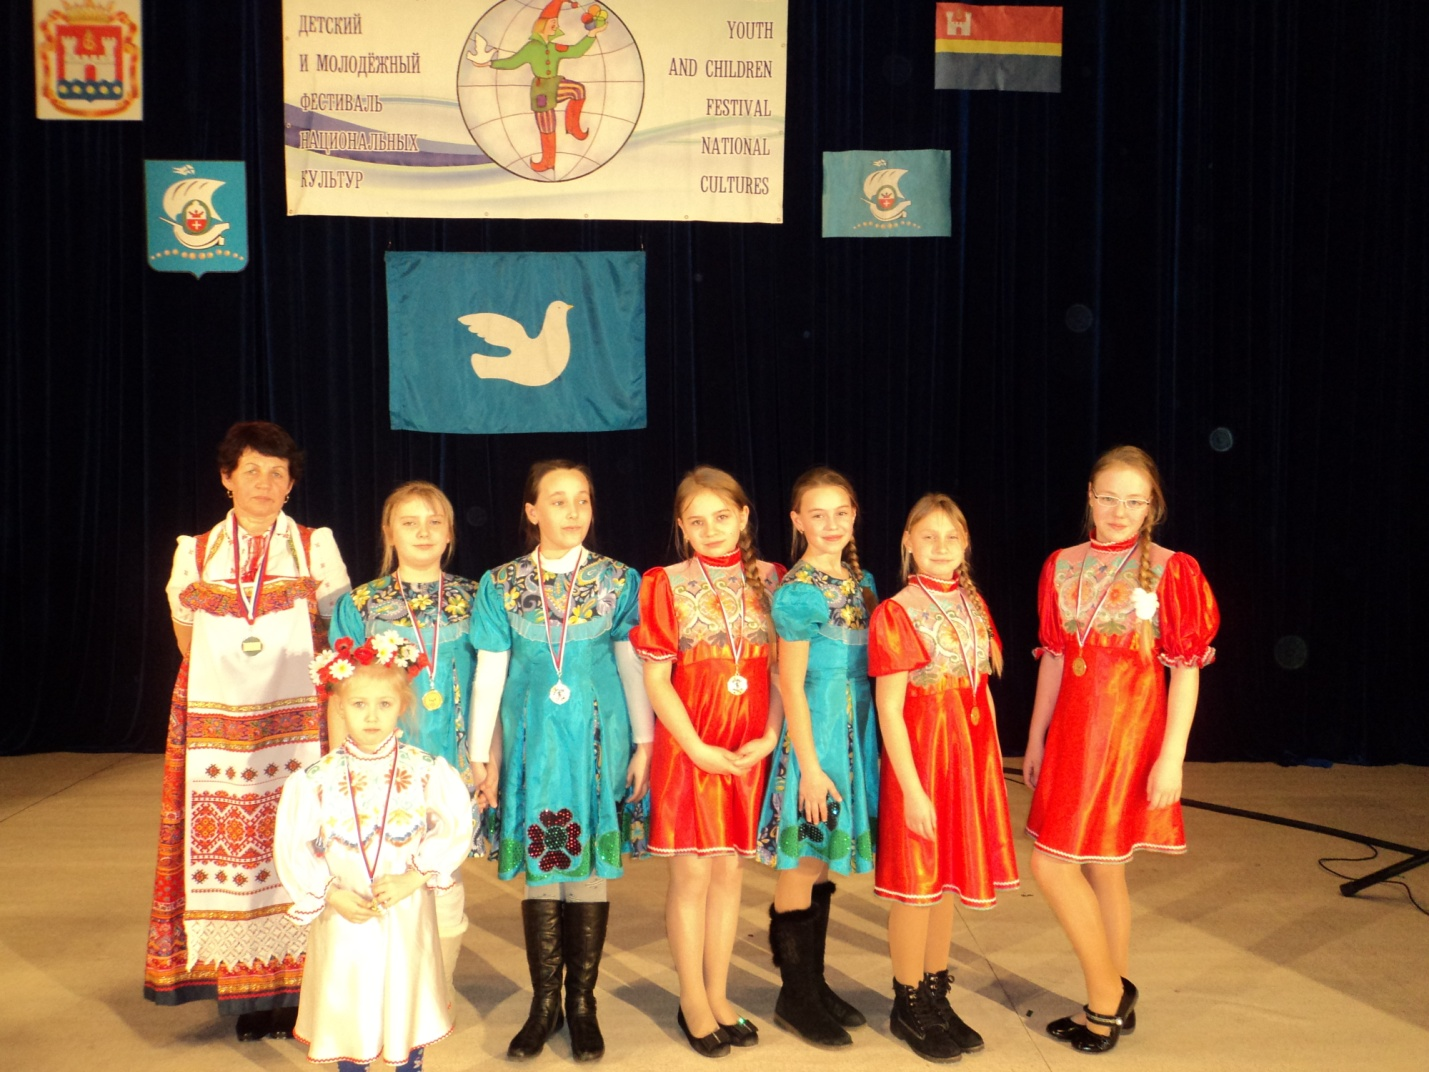 ДЕТСКИЙ
И МОЛОДЁЖНЫЙ
ФЕСТИВАЛЬ
НАЦИОНАЛЬНЫХ
КУЛЬТУР
YOUTH
AND CHILDREN
FESTIVAL
NATIONAL
CULTURES